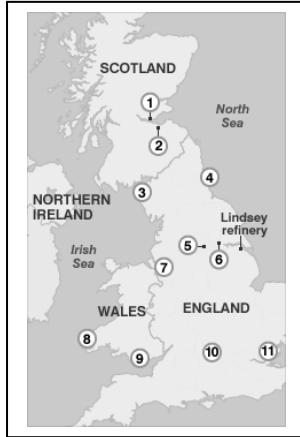 SCOTLAND
1
North
Sea
2
3
4
NORTHERN
IRELAND
Lindsey
refinery
5
6
Irish
Sea
7
WALES
ENGLAND
8
9
10
11